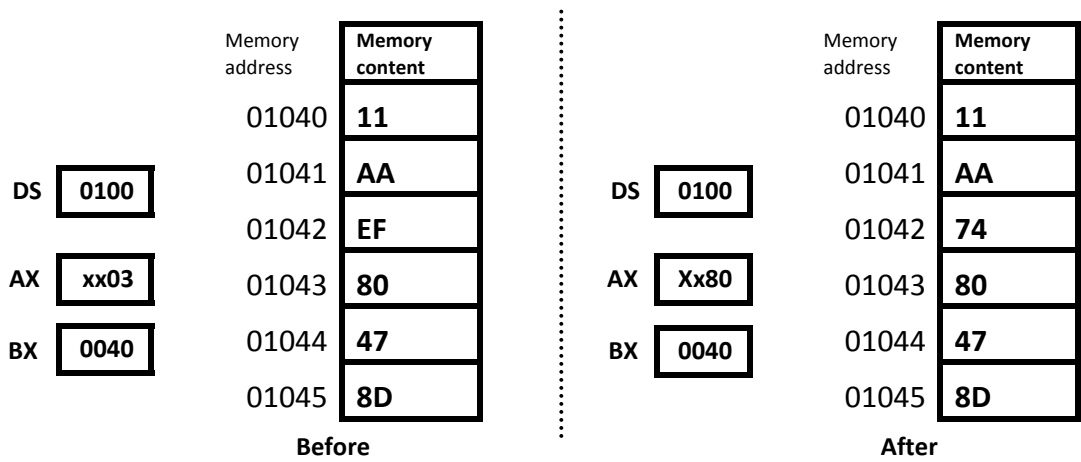 Memory address Memory content
01040 11
01041 AA
DS 0100
01042 EF
AX xx03
01043 80
BX 0040
01044 47
01045 8D
Before
Memory address Memory content
01040 11
01041 AA
DS 0100
01042 74
AX Xx80
01043 80
BX 0040
01044 47
01045 8D
After